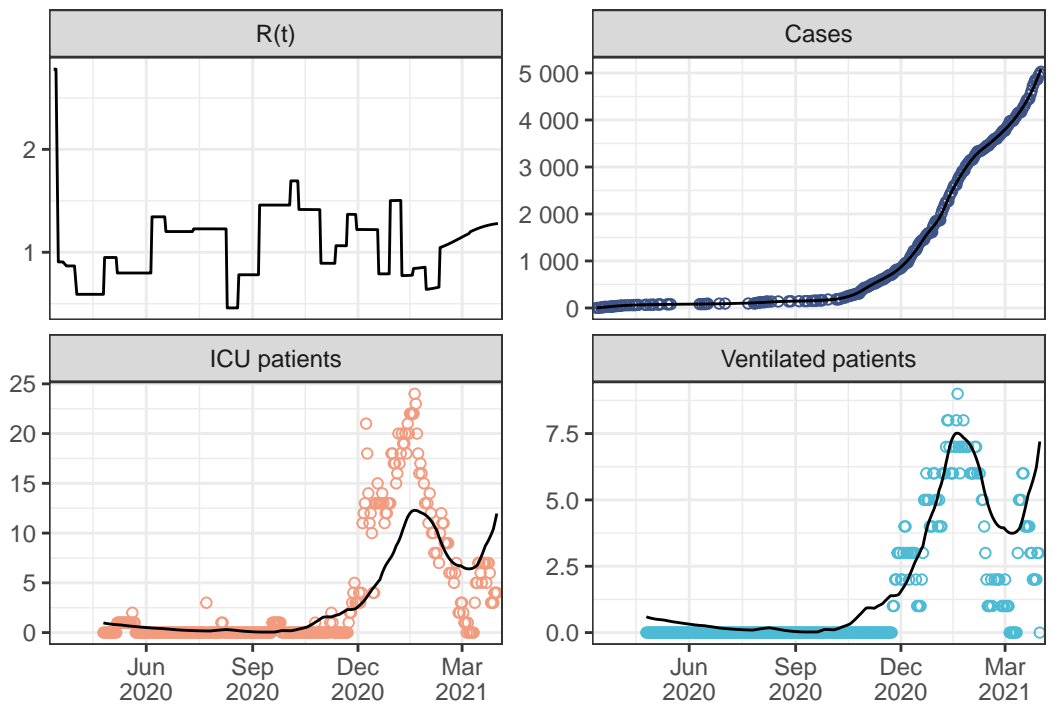 R(t)
Cases
2
1
5 000
4 000
3 000
2 000
1 000
0
ICU patients
Ventilated patients
25
20
15
10
5
0
7.5
5.0
2.5
0.0
Jun Sep Dec Mar
2020 2020 2020 2021
Jun Sep Dec Mar
2020 2020 2020 2021